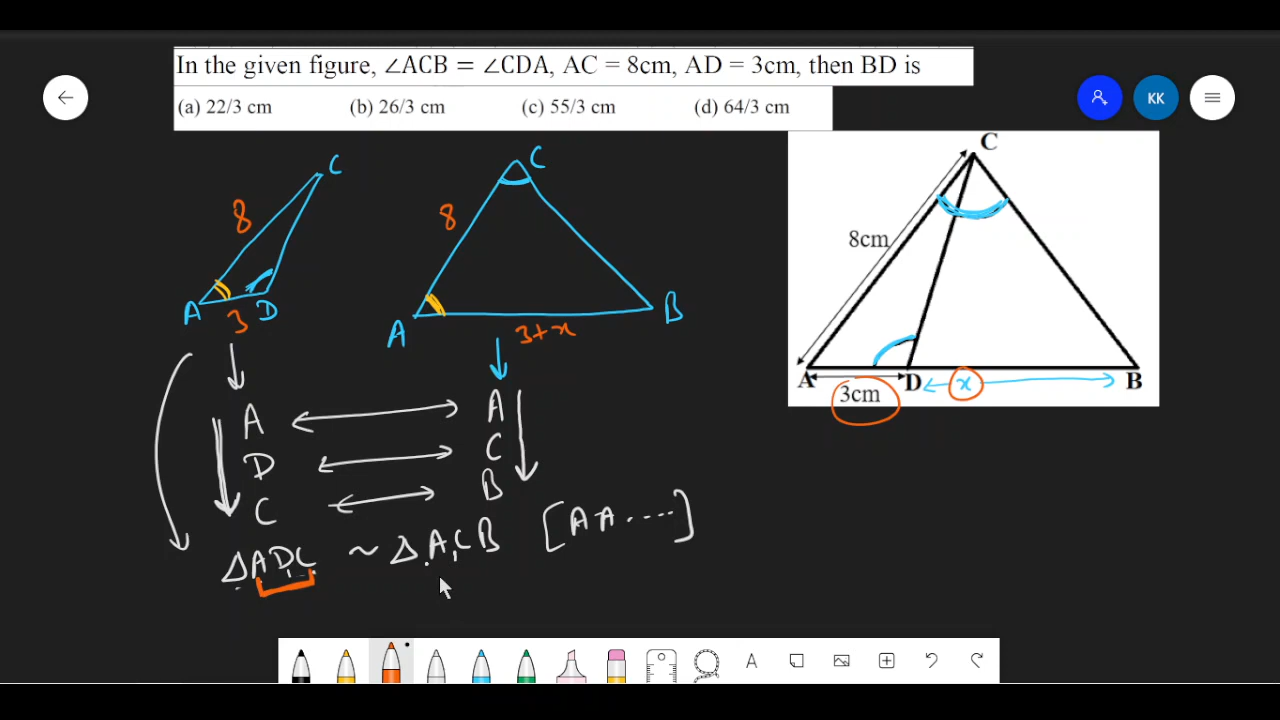 In the given figure, ∠ACB = ∠CDA, AC = 8cm, AD = 3cm, then BD is
(a) 22/3 cm (b) 26/3 cm (c) 55/3 cm (d) 64/3 cm
KK
C
8
A
D
3
C
8
A
B
3+x
C
8cm
A
D
x
B
3cm
A ⟷ A
D ⟷ C
C ⟷ B
ΔADC ~ ΔACB [AA....]
A